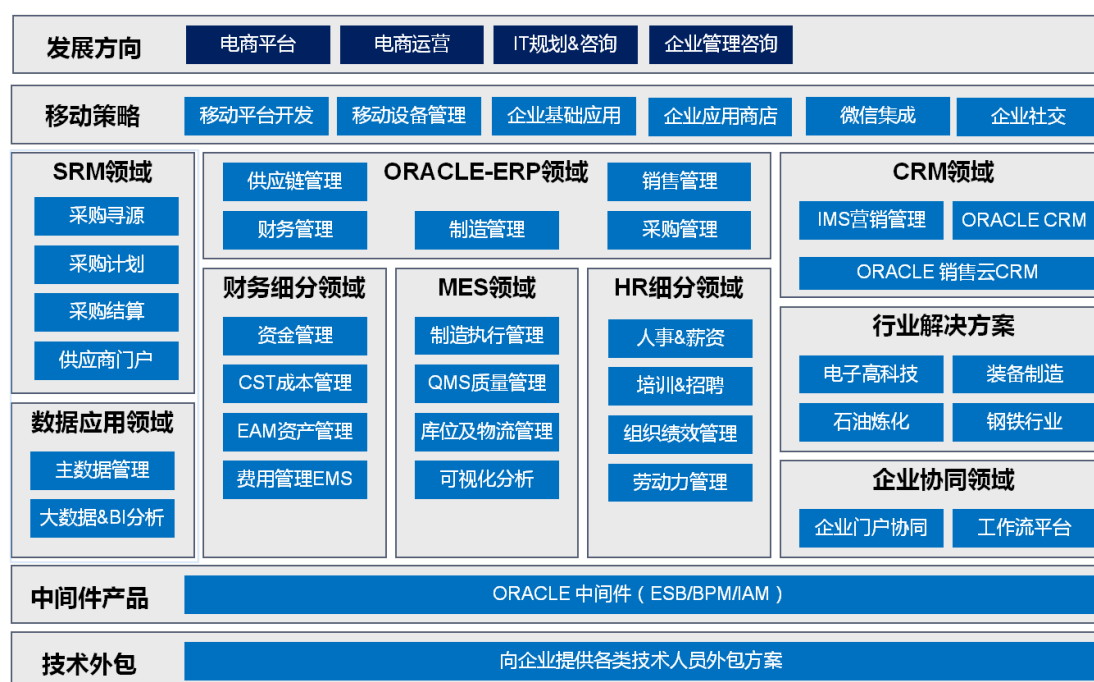 发展方向
电商平台
电商运营
IT规划&咨询
企业管理咨询
移动策略
移动平台开发
移动设备管理
企业基础应用
企业应用商店
微信集成
企业社交
SRM领域
采购寻源
采购计划
采购结算
供应商门户
数据应用领域
主数据管理
大数据&BI分析
ORACLE-ERP领域
供应链管理
销售管理
财务管理
制造管理
采购管理
财务细分领域
资金管理
CST成本管理
EAM资产管理
费用管理EMS
MES领域
制造执行管理
QMS质量管理
库位及物流管理
可视化分析
HR细分领域
人事&薪资
培训&招聘
组织绩效管理
劳动力管理
CRM领域
IMS营销管理
ORACLE CRM
ORACLE 销售云CRM
行业解决方案
电子高科技
装备制造
石油炼化
钢铁行业
企业协同领域
企业门户协同
工作流平台
中间件产品
ORACLE 中间件（ESB/BPM/IAM）
技术外包
向企业提供各类技术人员外包方案